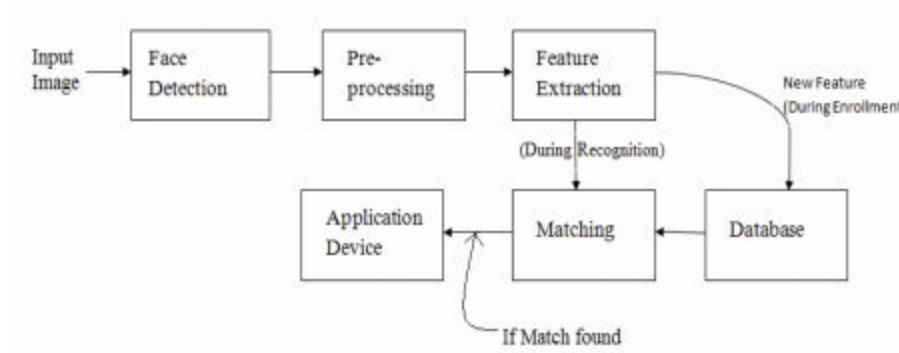 Input
Image
Face
Detection
Pre-
processing
Feature
Extraction
New Feature
(During Enrollment
(During Recognition)
Application
Device
Matching
Database
If Match found